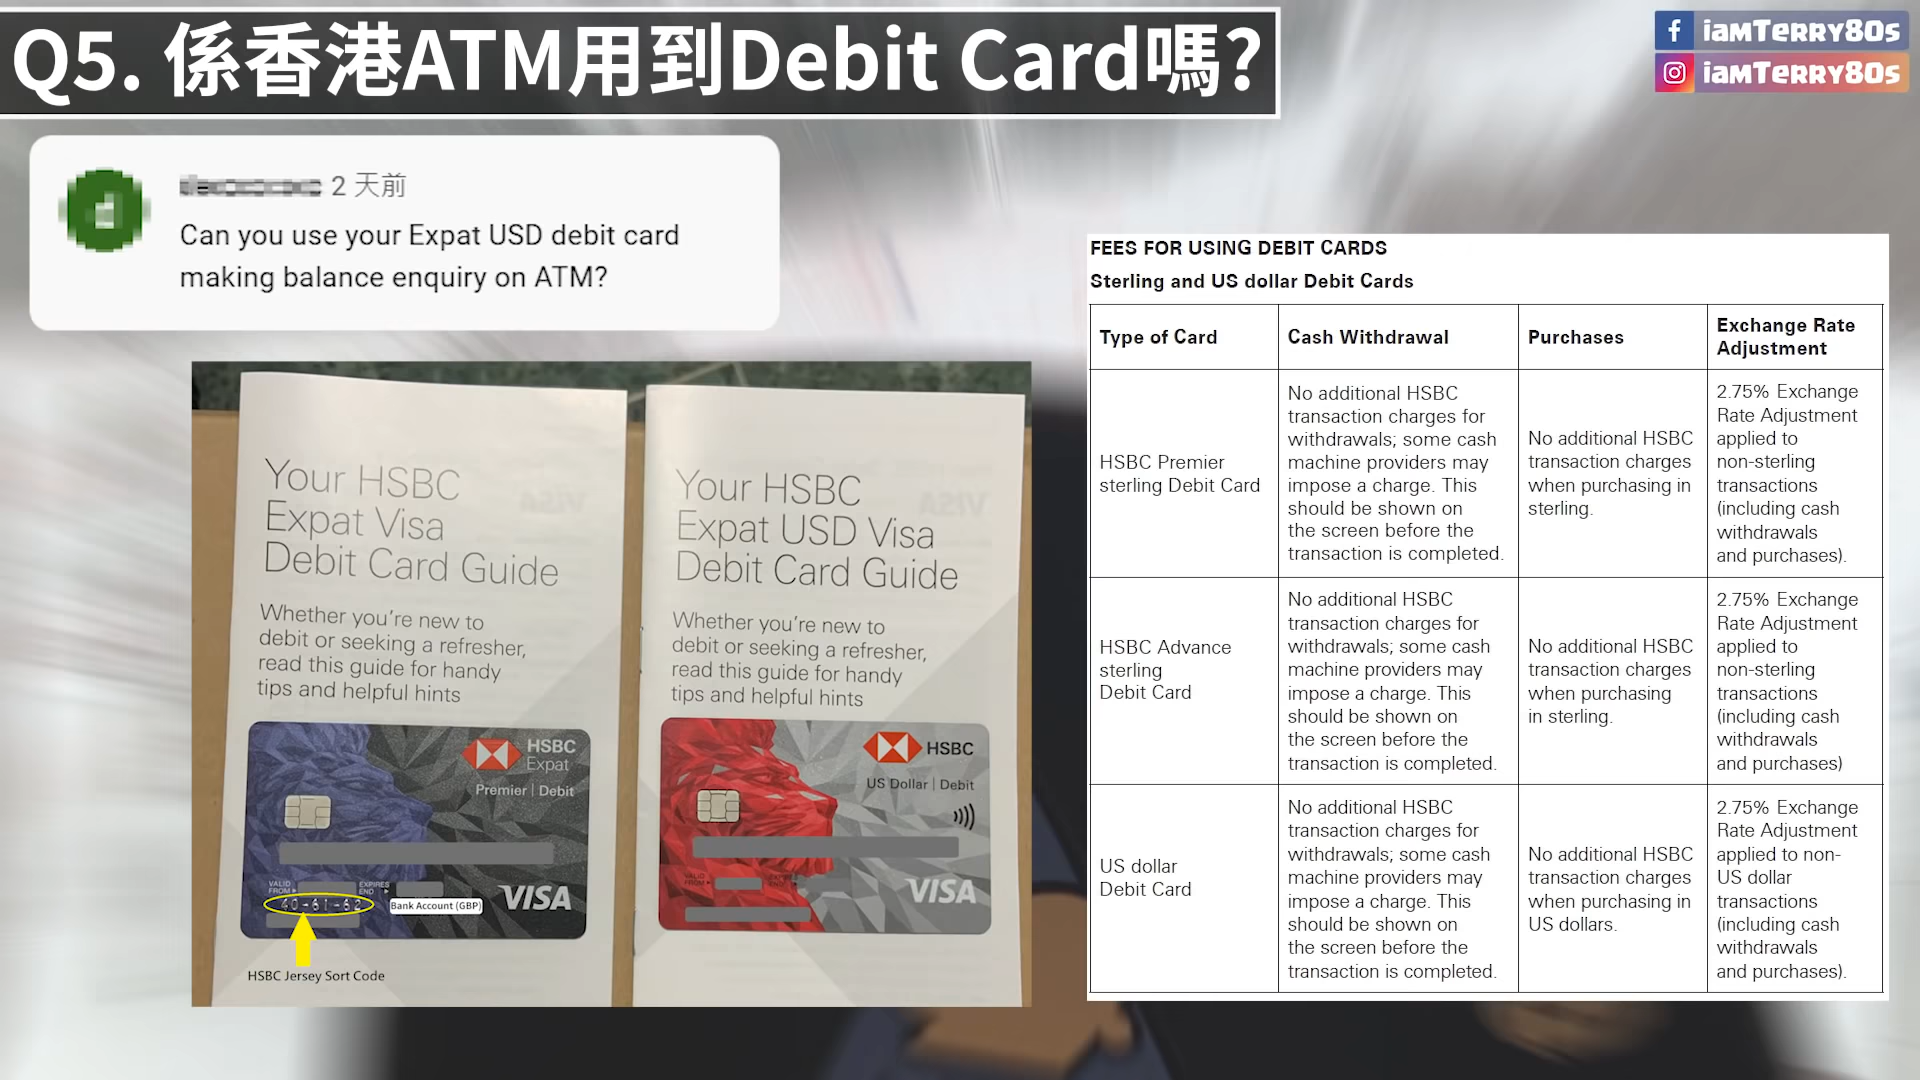 Q5. 係香港ATM用到Debit Card嗎?
iamTerry80s
iamTerry80s
2 天前
Can you use your Expat USD debit card
making balance enquiry on ATM?
Your HSBC
Expat Visa
Debit Card Guide
Whether you're new to
debit or seeking a refresher,
read this guide for handy
tips and helpful hints
HSBC
Expat
Premier | Debit
VALID
FROM
EXPIRES
END
40-61-62
Bank Account (GBP)
VISA
HSBC Jersey Sort Code
Your HSBC
Expat USD Visa
Debit Card Guide
Whether you're new to
debit or seeking a refresher,
read this guide for handy
tips and helpful hints
HSBC
US Dollar | Debit
VISA
FEES FOR USING DEBIT CARDS
Sterling and US dollar Debit Cards
Type of Card
Cash Withdrawal
Purchases
Exchange Rate
Adjustment
HSBC Premier
sterling Debit Card
No additional HSBC
transaction charges for
withdrawals; some cash
machine providers may
impose a charge. This
should be shown on
the screen before the
transaction is completed.
No additional HSBC
transaction charges
when purchasing in
sterling.
2.75% Exchange
Rate Adjustment
applied to
non-sterling
transactions
(including cash
withdrawals
and purchases).
HSBC Advance
sterling
Debit Card
No additional HSBC
transaction charges for
withdrawals; some cash
machine providers may
impose a charge. This
should be shown on
the screen before the
transaction is completed.
No additional HSBC
transaction charges
when purchasing
in sterling.
2.75% Exchange
Rate Adjustment
applied to
non-sterling
transactions
(including cash
withdrawals
and purchases)
US dollar
Debit Card
No additional HSBC
transaction charges for
withdrawals; some cash
machine providers may
impose a charge. This
should be shown on
the screen before the
transaction is completed.
No additional HSBC
transaction charges
when purchasing in
US dollars.
2.75% Exchange
Rate Adjustment
applied to non-
US dollar
transactions
(including cash
withdrawals
and purchases).